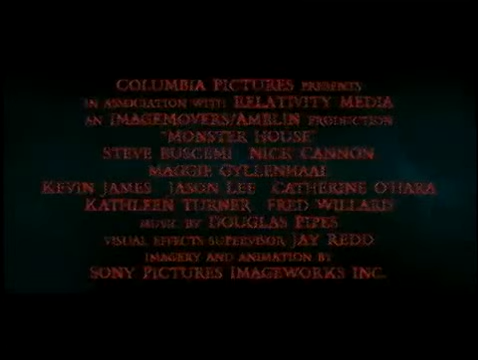 COLUMBIA PICTURES PRESENTS
IN ASSOCIATION WITH RELATIVITY MEDIA
AN IMAGEMOVERS/AMBLIN PRODUCTION
"MONSTER HOUSE"
STEVE BUSCEMI NICK CANNON
MAGGIE GYLLENHAAL
KEVIN JAMES JASON LEE CATHERINE O'HARA
KATHLEEN TURNER FRED WILLARD
MUSIC BY DOUGLAS PIPES
VISUAL EFFECTS SUPERVISOR JAY REDD
IMAGERY AND ANIMATION BY
SONY PICTURES IMAGEWORKS INC.